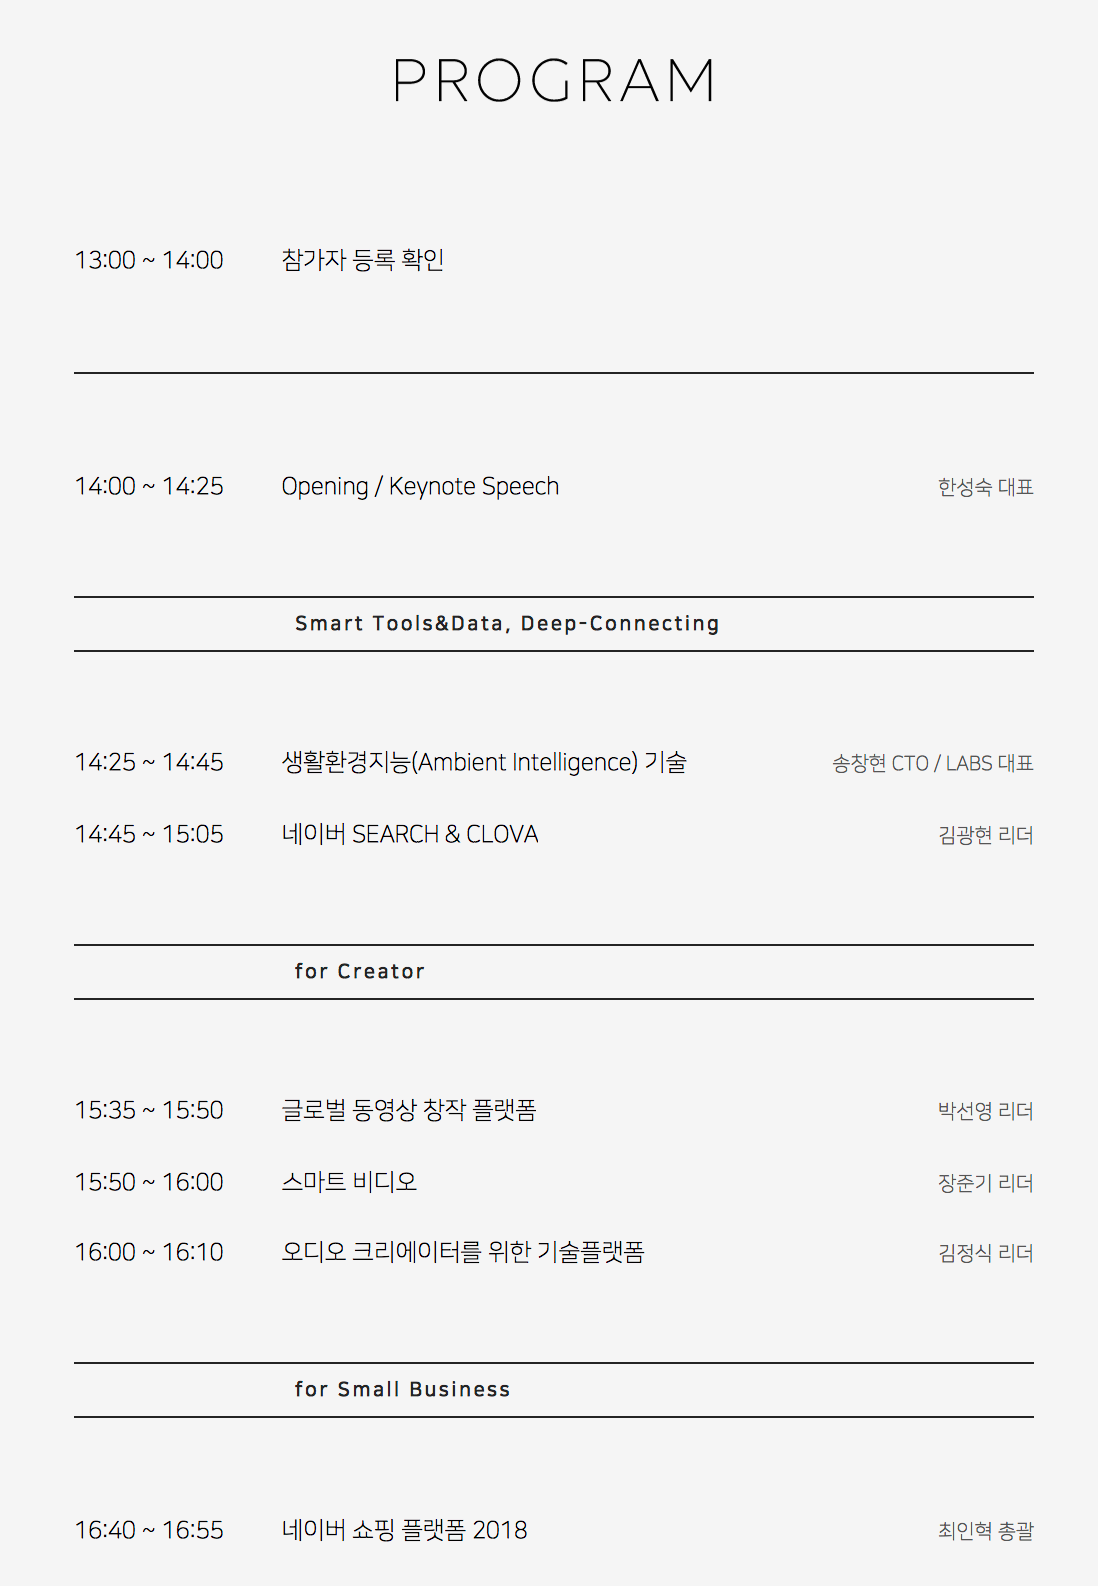 PROGRAM
13:00 ~ 14:00 참가자 등록 확인
14:00 ~ 14:25 Opening / Keynote Speech 한성숙 대표
Smart Tools&Data, Deep-Connecting
14:25 ~ 14:45 생활환경지능(Ambient Intelligence) 기술 송창현 CTO / LABS 대표
14:45 ~ 15:05 네이버 SEARCH & CLOVA 김광현 리더
for Creator
15:35 ~ 15:50 글로벌 동영상 창작 플랫폼 박선영 리더
15:50 ~ 16:00 스마트 비디오 장준기 리더
16:00 ~ 16:10 오디오 크리에이터를 위한 기술플랫폼 김정식 리더
for Small Business
16:40 ~ 16:55 네이버 쇼핑 플랫폼 2018 최인혁 총괄